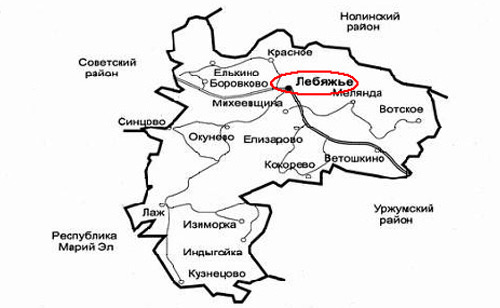 Нолинский
район
Красное
Советский
район
Елькино
Боровково
Лебяжье
Мелянда
Михеевщина
Вотское
Синцово
Окунево
Елизарово
Ветошкино
Кокорево
Лаж
Уржумский
район
Изиморка
Республика
Марий Эл
Индыгойка
Кузнецово